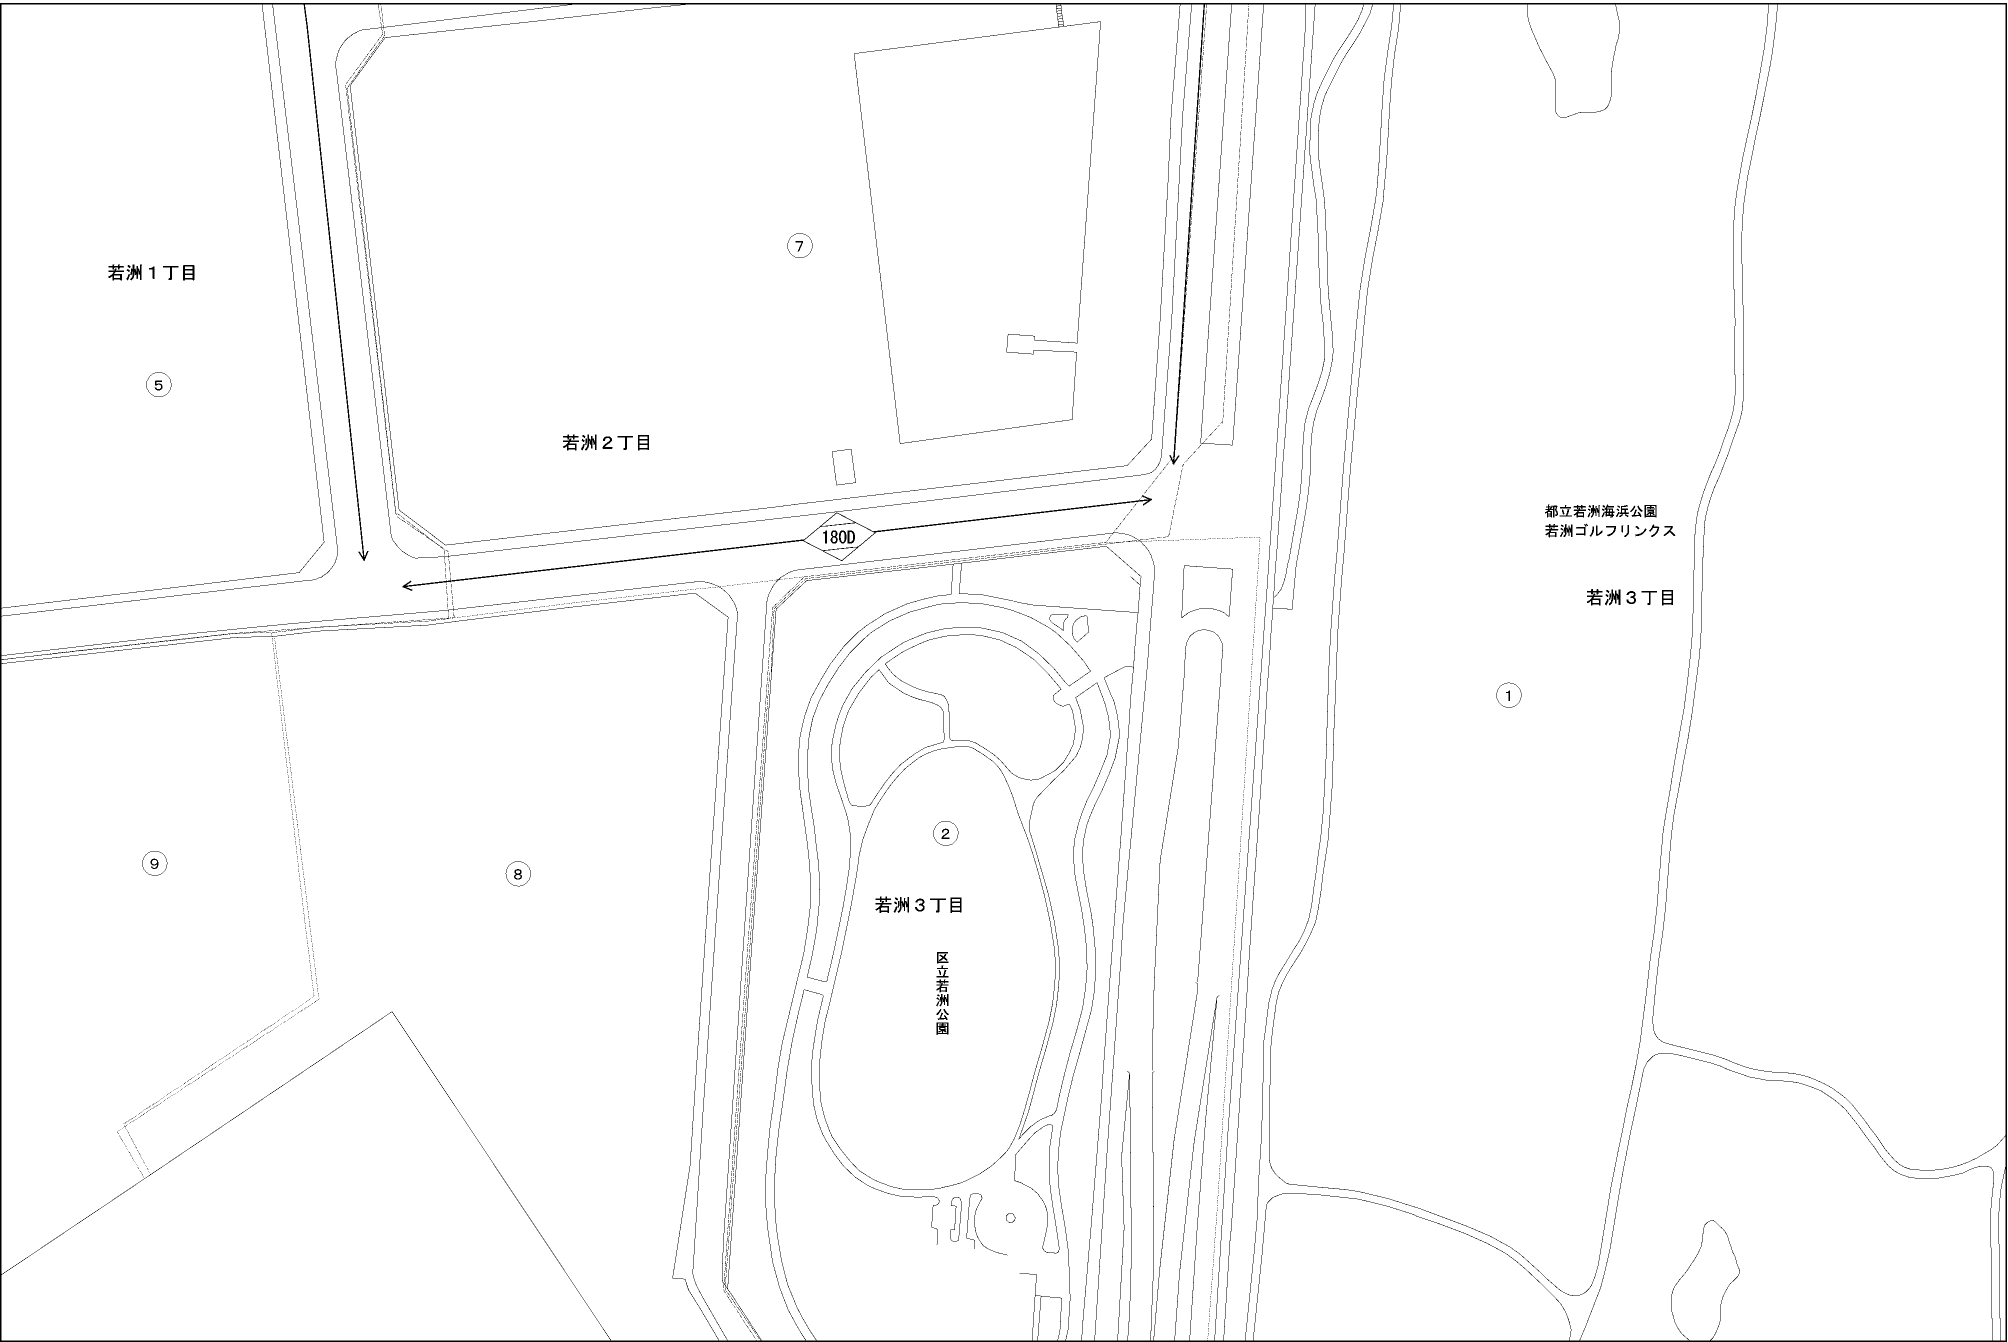 ⑦
若洲１丁目
⑤
若洲２丁目
180D
都立若洲海浜公園
若洲ゴルフリンクス
若洲３丁目
①
②
⑨
⑧
若洲３丁目
区立若洲公園